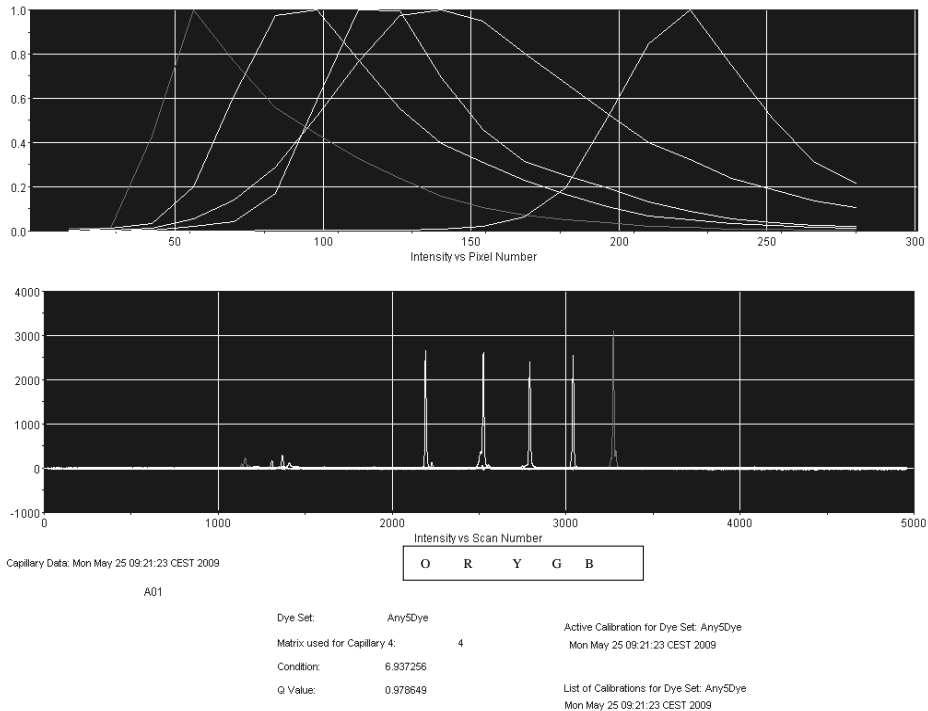 1.0
0.8
0.6
0.4
0.2
0.0
50 100 150 200 250 300
Intensity vs Pixel Number
4000
3000
2000
1000
0
-1000
0 1000 2000 3000 4000 5000
Intensity vs Scan Number
O R Y G B
Capillary Data: Mon May 25 09:21:23 CEST 2009
A01
Dye Set: Any5Dye
Matrix used for Capillary 4: 4
Condition: 6.937256
Q Value: 0.978649
Active Calibration for Dye Set: Any5Dye
Mon May 25 09:21:23 CEST 2009
List of Calibrations for Dye Set: Any5Dye
Mon May 25 09:21:23 CEST 2009